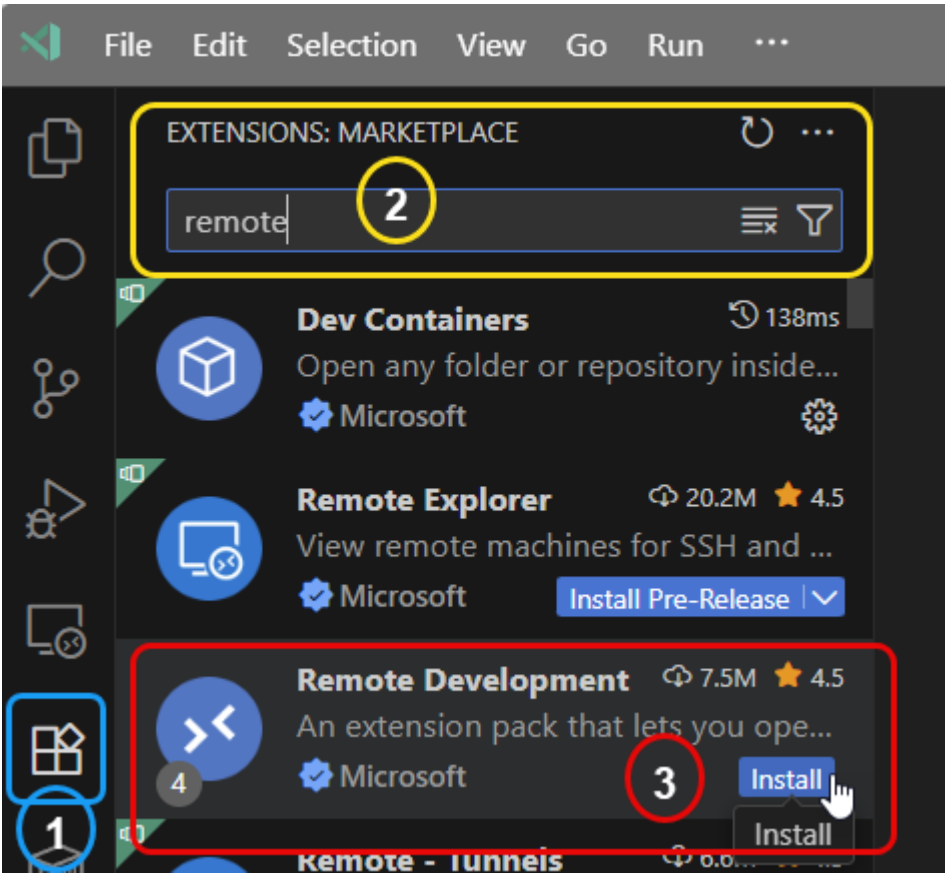 File Edit Selection View Go Run ...
EXTENSIONS: MARKETPLACE
remote
2
Dev Containers 138ms
Open any folder or repository inside...
Microsoft
Remote Explorer 20.2M 4.5
View remote machines for SSH and ...
Microsoft Install Pre-Release
Remote Development 7.5M 4.5
An extension pack that lets you ope...
4 Microsoft 3 Install
1
Install
Remote - Tunnels